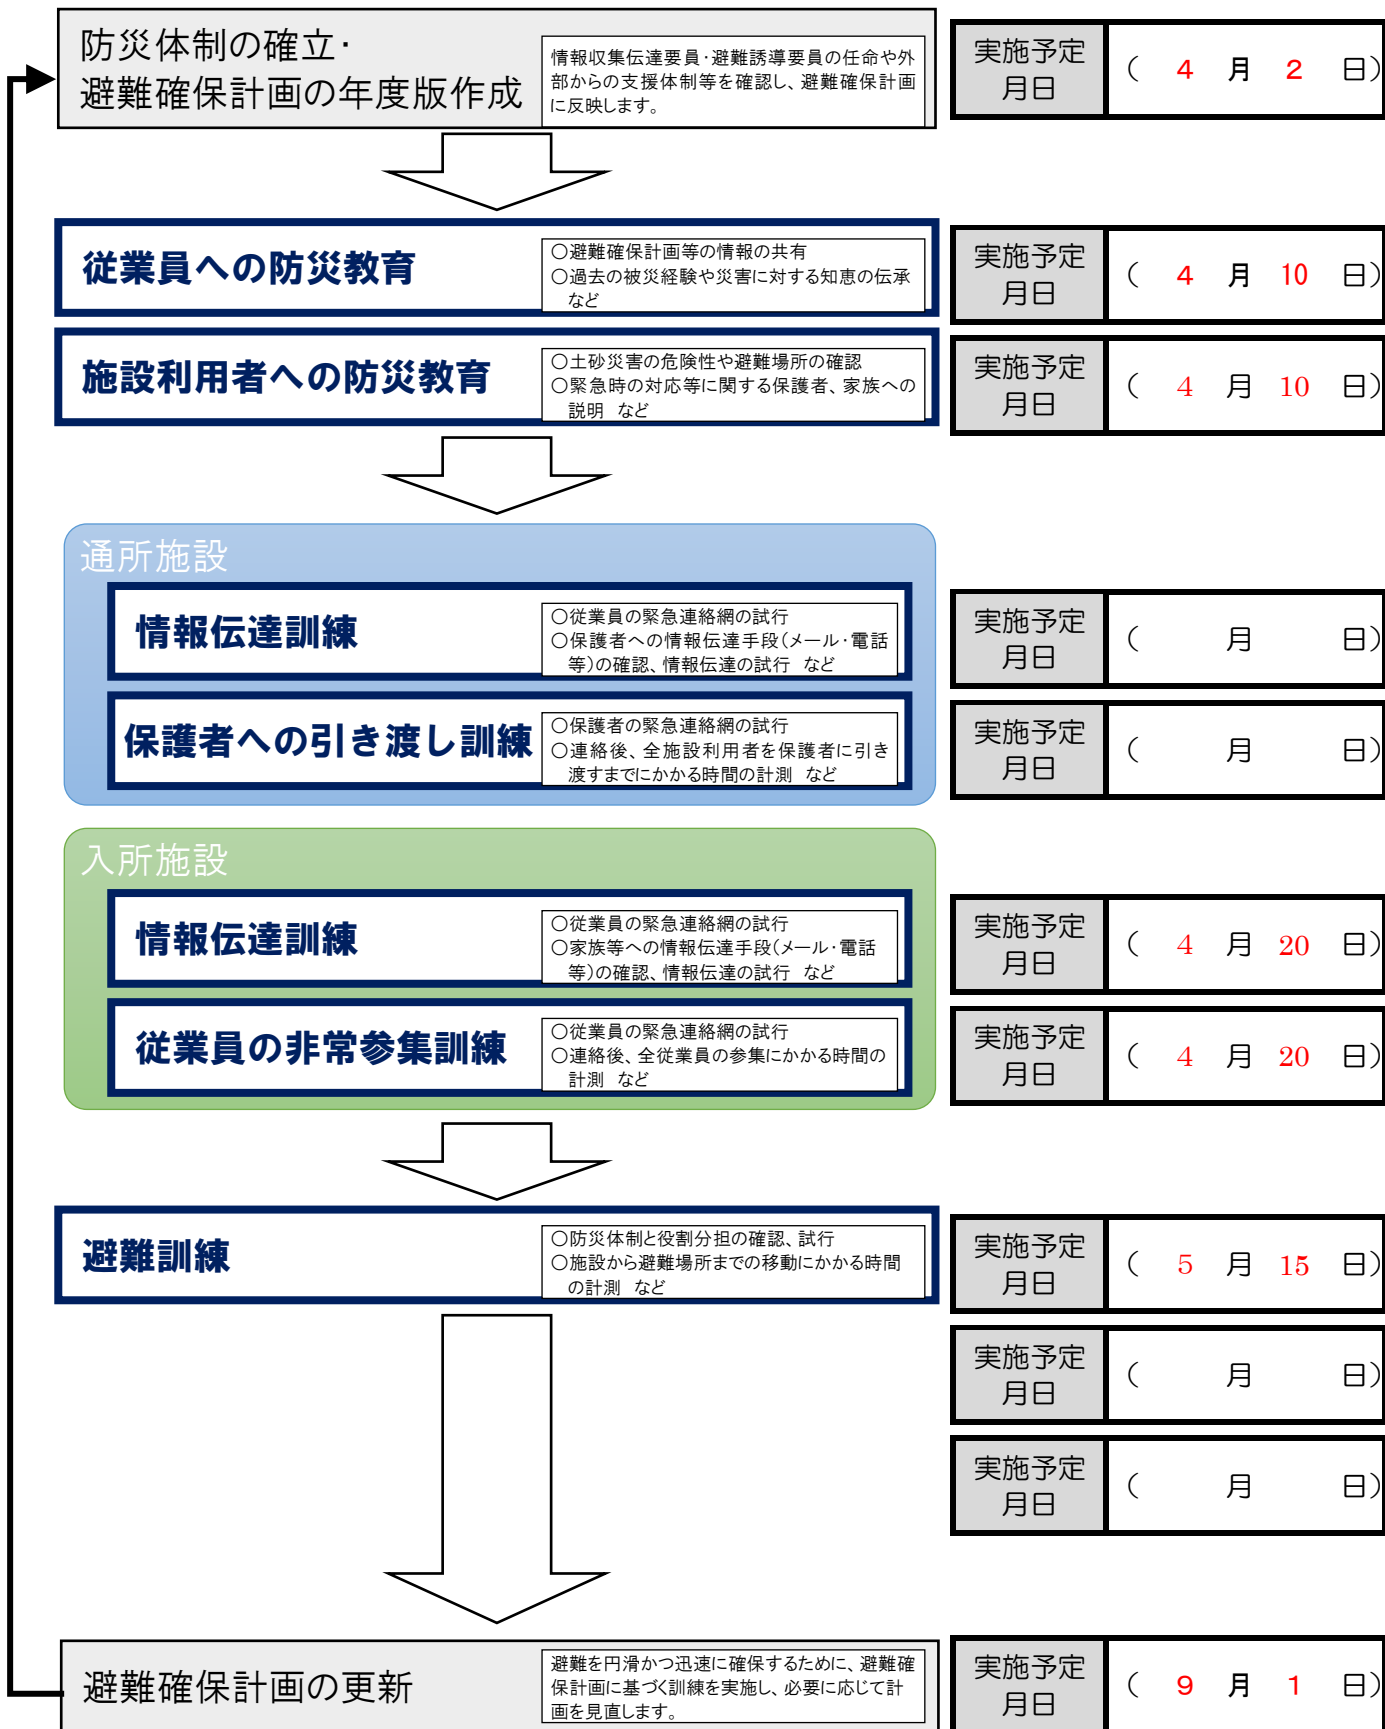 防災体制の確立・
避難確保計画の年度版作成
情報収集伝達要員・避難誘導要員の任命や外
部からの支援体制等を確認し、避難確保計画
に反映します。
実施予定
月日
（ 4 月 2 日）
従業員への防災教育
○避難確保計画等の情報の共有
○過去の被災経験や災害に対する知恵の伝承
など
実施予定
月日
（ 4 月 10 日）
施設利用者への防災教育
○土砂災害の危険性や避難場所の確認
○緊急時の対応等に関する保護者、家族への
説明 など
実施予定
月日
（ 4 月 10 日）
通所施設
情報伝達訓練
○従業員の緊急連絡網の試行
○保護者への情報伝達手段（メール・電話
等）の確認、情報伝達の試行 など
実施予定
月日
（ 月 日）
保護者への引き渡し訓練
○保護者の緊急連絡網の試行
○連絡後、全施設利用者を保護者に引き
渡すまでにかかる時間の計測 など
実施予定
月日
（ 月 日）
入所施設
情報伝達訓練
○従業員の緊急連絡網の試行
○家族等への情報伝達手段（メール・電話
等）の確認、情報伝達の試行 など
実施予定
月日
（ 4 月 20 日）
従業員の非常参集訓練
○従業員の緊急連絡網の試行
○連絡後、全従業員の参集にかかる時間の
計測 など
実施予定
月日
（ 4 月 20 日）
避難訓練
○防災体制と役割分担の確認、試行
○施設から避難場所までの移動にかかる時間
の計測 など
実施予定
月日
（ 5 月 15 日）
実施予定
月日
（ 月 日）
実施予定
月日
（ 月 日）
避難確保計画の更新
避難を円滑かつ迅速に確保するために、避難確
保計画に基づく訓練を実施し、必要に応じて計
画を見直します。
実施予定
月日
（ 9 月 1 日）